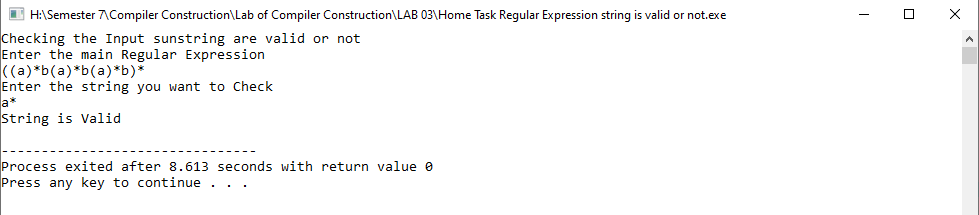 H:\Semester 7\Compiler Construction\Lab of Compiler Construction\LAB 03\Home Task Regular Expression string is valid or not.exe
Checking the Input sunstring are valid or not
Enter the main Regular Expression
((a)*b(a)*b(a)*b)*
Enter the string you want to Check
a*
String is Valid
--------------------------------
Process exited after 8.613 seconds with return value 0
Press any key to continue . . .